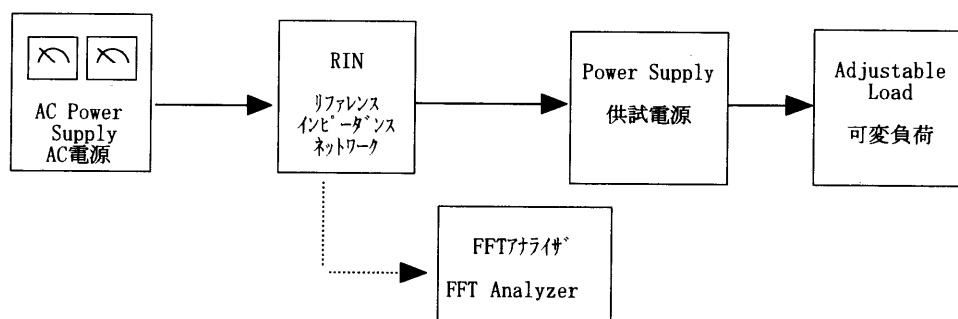 AC Power
Supply
AC電源
RIN
リファレンス
インピーダンス
ネットワーク
Power Supply
供試電源
Adjustable
Load
可変負荷
FFTアナライザ
FFT Analyzer